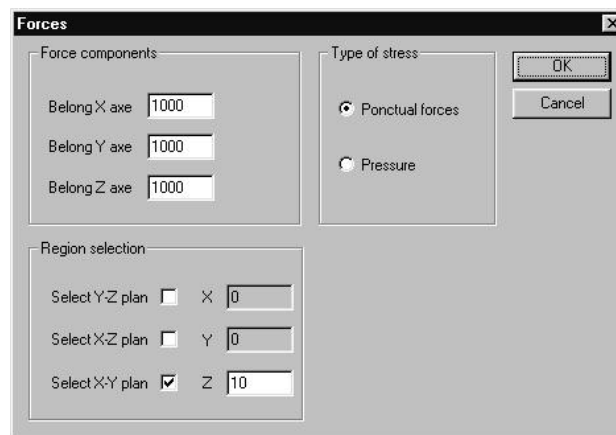 Forces
Force components
Belong X axe 1000
Belong Y axe 1000
Belong Z axe 1000
Type of stress
Ponctual forces
Pressure
OK
Cancel
Region selection
Select Y-Z plan X 0
Select X-Z plan Y 0
Select X-Y plan Z 10